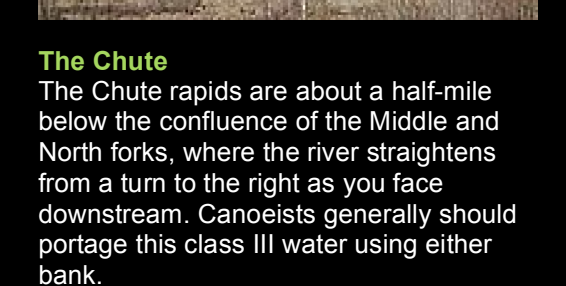 The Chute
The Chute rapids are about a half-mile
below the confluence of the Middle and
North forks, where the river straightens
from a turn to the right as you face
downstream. Canoeists generally should
portage this class III water using either
bank.